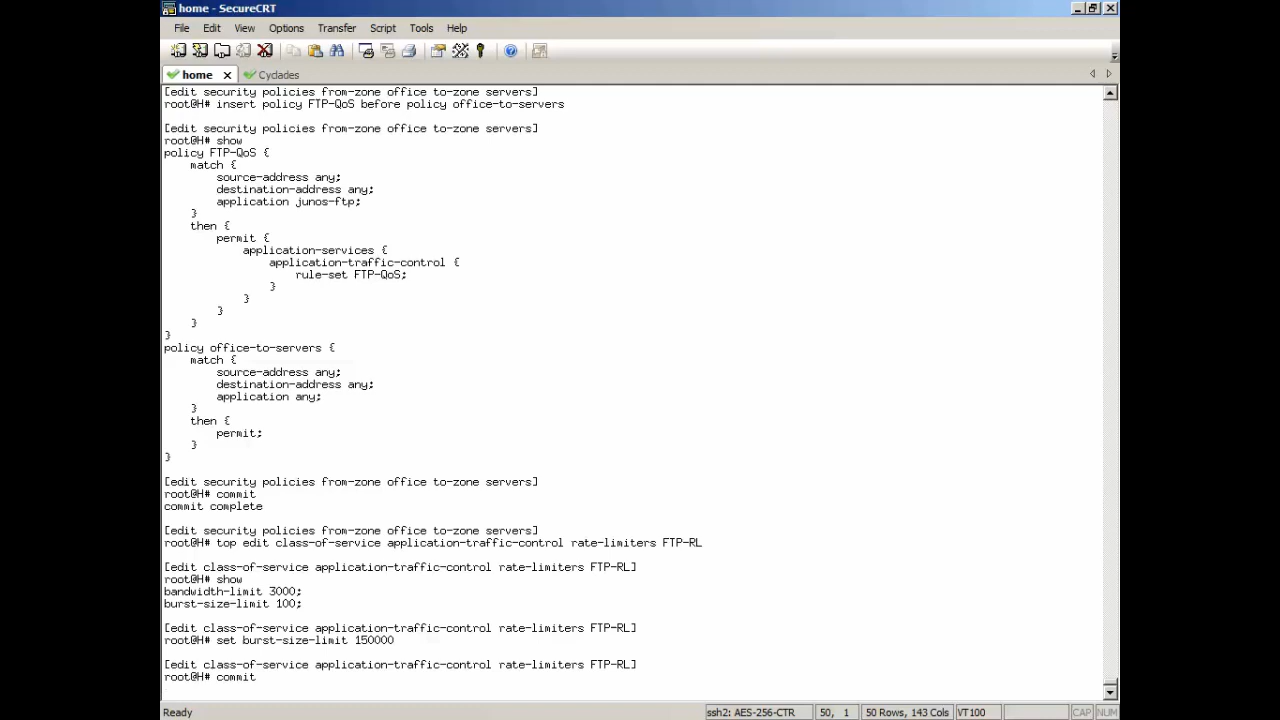 home - SecureCRT
File Edit View Options Transfer Script Tools Help
home Cyclades
[edit security policies from-zone office to-zone servers]
root@H# insert policy FTP-QoS before policy office-to-servers
[edit security policies from-zone office to-zone servers]
root@H# show
policy FTP-QoS {
    match {
        source-address any;
        destination-address any;
        application junos-ftp;
    }
    then {
        permit {
            application-services {
                application-traffic-control {
                    rule-set FTP-QoS;
                }
            }
        }
    }
}
policy office-to-servers {
    match {
        source-address any;
        destination-address any;
        application any;
    }
    then {
        permit;
    }
}
[edit security policies from-zone office to-zone servers]
root@H# commit
commit complete
[edit security policies from-zone office to-zone servers]
root@H# top edit class-of-service application-traffic-control rate-limiters FTP-RL
[edit class-of-service application-traffic-control rate-limiters FTP-RL]
root@H# show
bandwidth-limit 3000;
burst-size-limit 100;
[edit class-of-service application-traffic-control rate-limiters FTP-RL]
root@H# set burst-size-limit 150000
[edit class-of-service application-traffic-control rate-limiters FTP-RL]
root@H# commit
Ready ssh2: AES-256-CTR 50, 1 50 Rows, 143 Cols VT100 CAP NUM